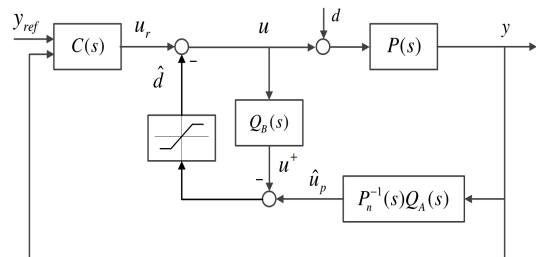 y_ref
C(s)
u_r
−
u
d
P(s)
y
d̂
Q_B(s)
u⁺
−
û_p
P_n⁻¹(s)Q_A(s)